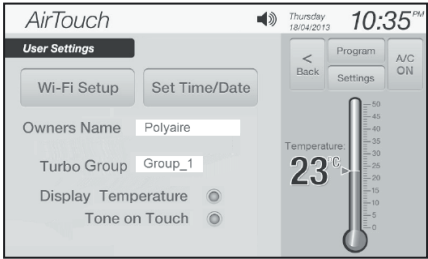 AirTouch
Thursday
18/04/2013
10:35 PM
User Settings
Wi-Fi Setup
Set Time/Date
Owners Name
Polyaire
Turbo Group
Group_1
Display Temperature
Tone on Touch
<
Back
Program
Settings
A/C
ON
Temperature:
23°C
50
45
40
35
30
25
20
15
10
5
0